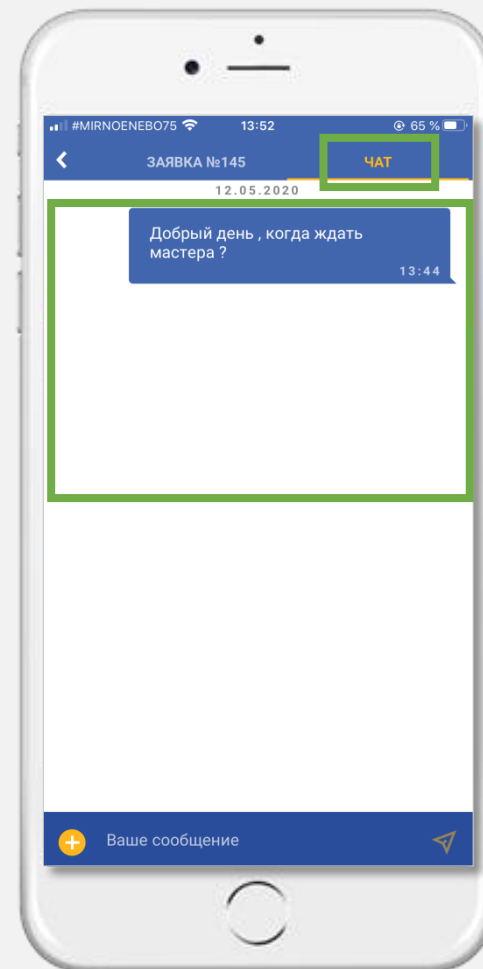 #MIRNOENEBO75 13:52 65 %
ЗАЯВКА №145 ЧАТ
12.05.2020
Добрый день , когда ждать
мастера ?
13:44
Ваше сообщение